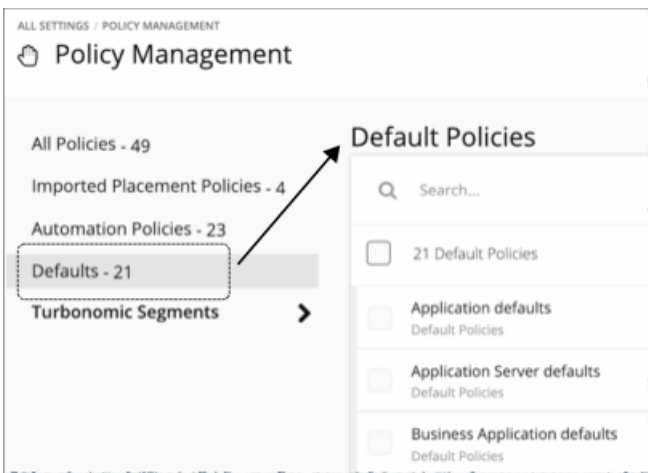 ALL SETTINGS / POLICY MANAGEMENT
Policy Management
All Policies - 49
Imported Placement Policies - 4
Automation Policies - 23
Defaults - 21
Turbonomic Segments
Default Policies
Search...
21 Default Policies
Application defaults
Default Policies
Application Server defaults
Default Policies
Business Application defaults
Default Policies